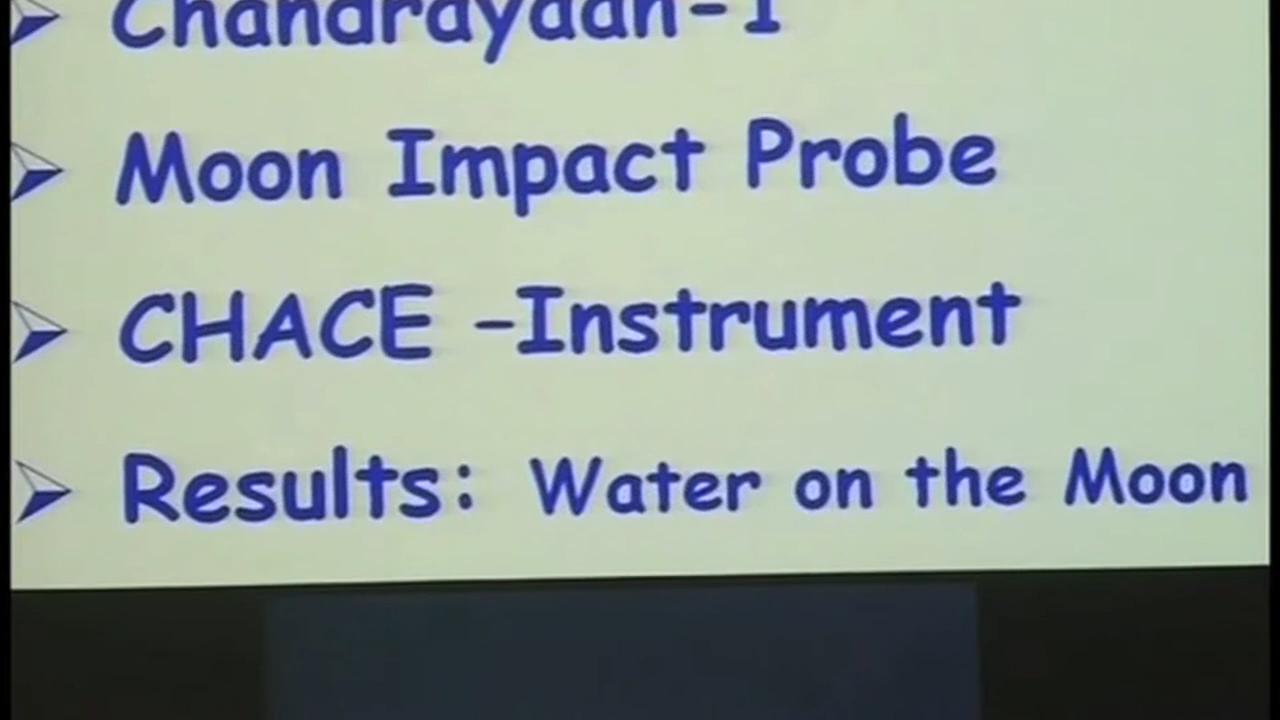 Chandrayaan-1
Moon Impact Probe
CHACE -Instrument
Results: Water on the Moon